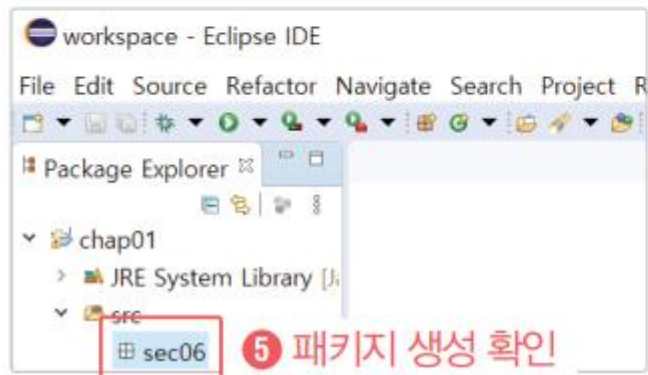 workspace - Eclipse IDE
File Edit Source Refactor Navigate Search Project R
Package Explorer
chap01
JRE System Library [Ja
src
sec06 ❺ 패키지 생성 확인